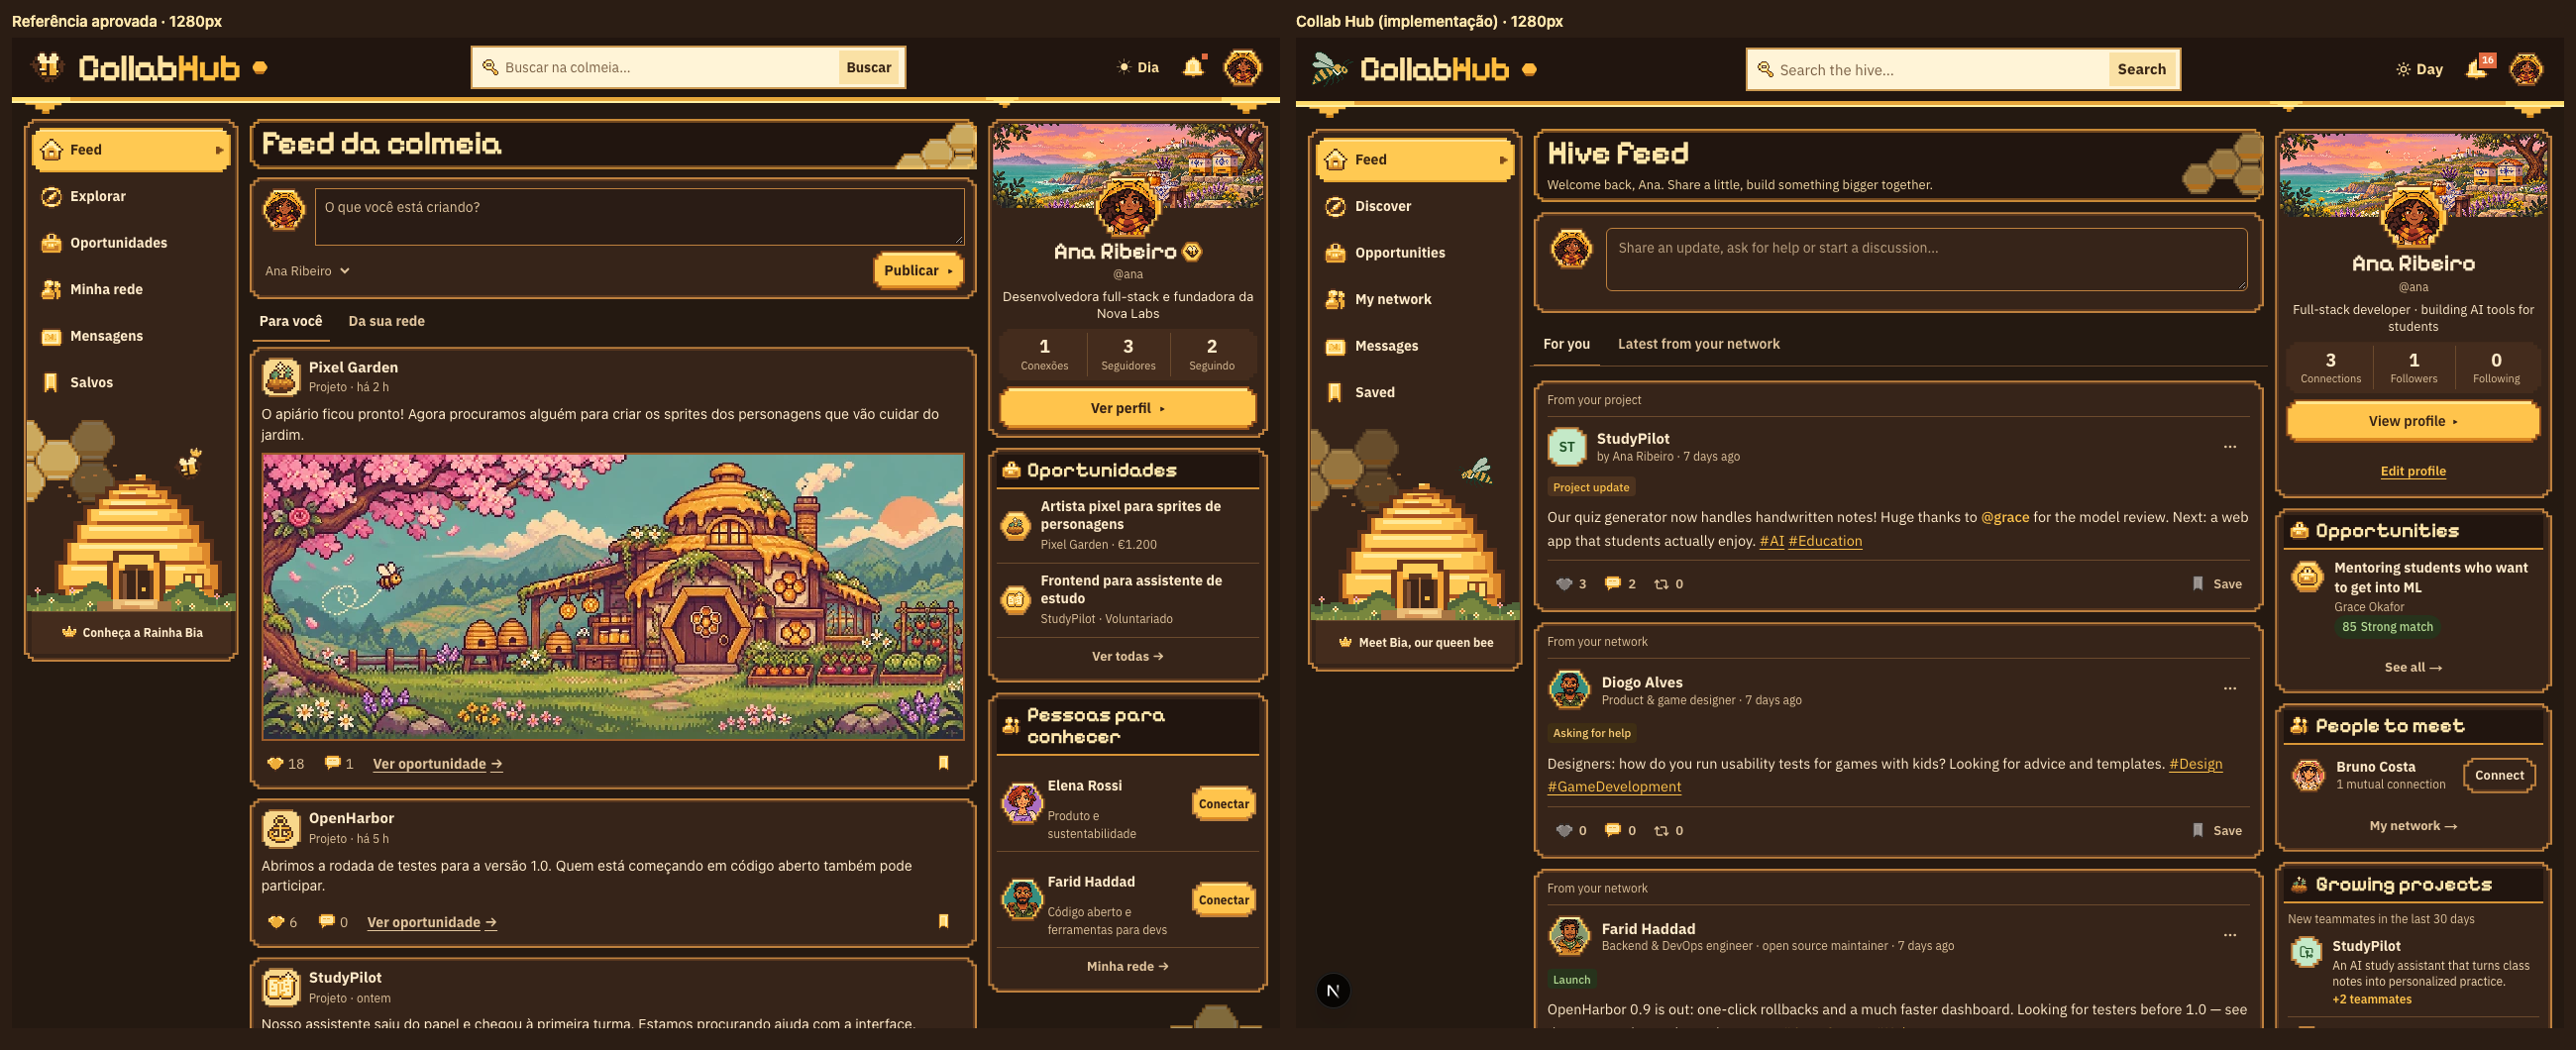 Referência aprovada · 1280px
CollabHub
Buscar na colmeia...
Buscar
Dia
Feed
Explorar
Oportunidades
Minha rede
Mensagens
Salvos
Conheça a Rainha Bia
Feed da colmeia
O que você está criando?
Ana Ribeiro
Publicar
Para você
Da sua rede
Pixel Garden
Projeto · há 2 h
O apiário ficou pronto! Agora procuramos alguém para criar os sprites dos personagens que vão cuidar do
jardim.
18
1
Ver oportunidade →
OpenHarbor
Projeto · há 5 h
Abrimos a rodada de testes para a versão 1.0. Quem está começando em código aberto também pode
participar.
6
0
Ver oportunidade →
StudyPilot
Projeto · ontem
Nosso assistente saiu do papel e chegou à primeira turma. Estamos procurando ajuda com a interface.
Ana Ribeiro
@ana
Desenvolvedora full-stack e fundadora da
Nova Labs
1
Conexões
3
Seguidores
2
Seguindo
Ver perfil
Oportunidades
Artista pixel para sprites de
personagens
Pixel Garden · €1.200
Frontend para assistente de
estudo
StudyPilot · Voluntariado
Ver todas →
Pessoas para
conhecer
Elena Rossi
Produto e
sustentabilidade
Conectar
Farid Haddad
Código aberto e
ferramentas para devs
Conectar
Minha rede →
Collab Hub (implementação) · 1280px
CollabHub
Search the hive...
Search
Day
16
Feed
Discover
Opportunities
My network
Messages
Saved
Meet Bia, our queen bee
N
Hive feed
Welcome back, Ana. Share a little, build something bigger together.
Share an update, ask for help or start a discussion...
For you
Latest from your network
From your project
ST
StudyPilot
by Ana Ribeiro · 7 days ago
...
Project update
Our quiz generator now handles handwritten notes! Huge thanks to @grace for the model review. Next: a web
app that students actually enjoy. #AI #Education
3
2
0
Save
From your network
Diogo Alves
Product & game designer · 7 days ago
...
Asking for help
Designers: how do you run usability tests for games with kids? Looking for advice and templates. #Design
#GameDevelopment
0
0
0
Save
From your network
Farid Haddad
Backend & DevOps engineer · open source maintainer · 7 days ago
...
Launch
OpenHarbor 0.9 is out: one-click rollbacks and a much faster dashboard. Looking for testers before 1.0 — see
Ana Ribeiro
@ana
Full-stack developer · building AI tools for
students
3
Connections
1
Followers
0
Following
View profile
Edit profile
Opportunities
Mentoring students who want
to get into ML
Grace Okafor
85 Strong match
See all →
People to meet
Bruno Costa
1 mutual connection
Connect
My network →
Growing projects
New teammates in the last 30 days
StudyPilot
An AI study assistant that turns class
notes into personalized practice.
+2 teammates